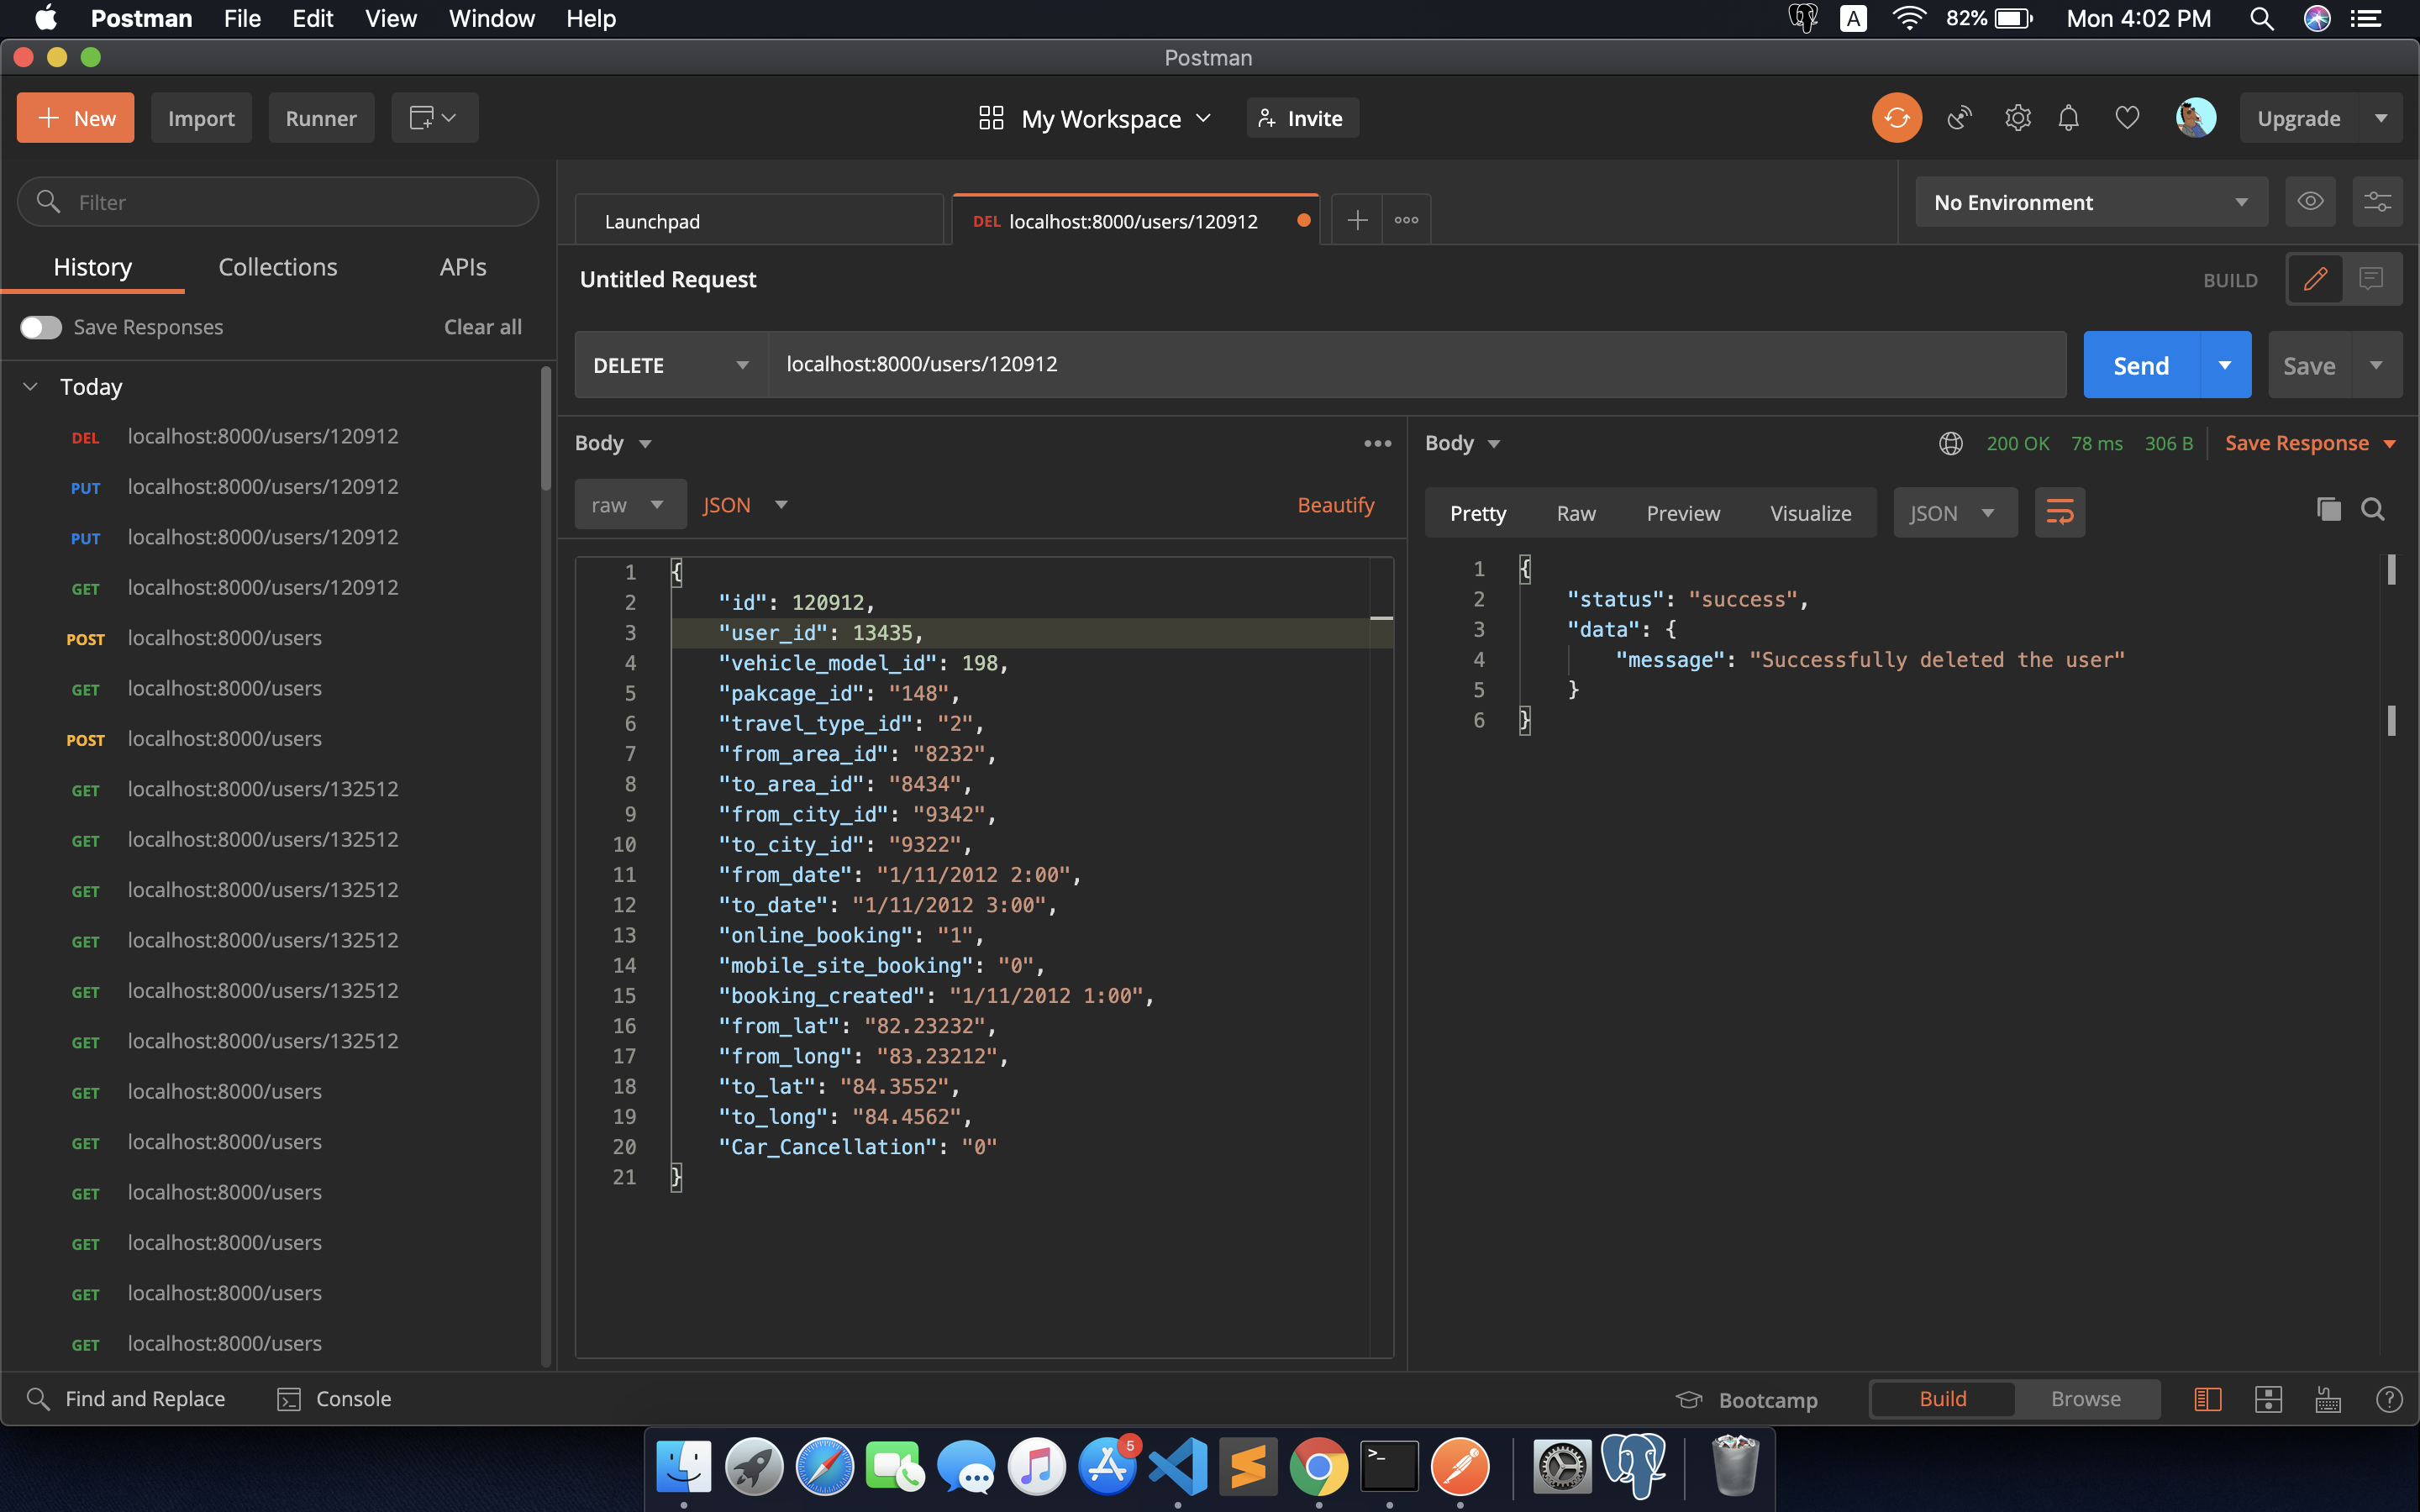 Postman File Edit View Window Help A 82% Mon 4:02 PM
Postman
New Import Runner My Workspace Invite Upgrade
Filter
Launchpad DEL localhost:8000/users/120912 No Environment
History Collections APIs
Untitled Request BUILD
Save Responses Clear all
DELETE localhost:8000/users/120912 Send Save
Today
DEL localhost:8000/users/120912
PUT localhost:8000/users/120912
PUT localhost:8000/users/120912
GET localhost:8000/users/120912
POST localhost:8000/users
GET localhost:8000/users
POST localhost:8000/users
GET localhost:8000/users/132512
GET localhost:8000/users/132512
GET localhost:8000/users/132512
GET localhost:8000/users/132512
GET localhost:8000/users/132512
GET localhost:8000/users/132512
GET localhost:8000/users
GET localhost:8000/users
GET localhost:8000/users
GET localhost:8000/users
GET localhost:8000/users
GET localhost:8000/users
Body
raw JSON Beautify
1 {
2 "id": 120912,
3 "user_id": 13435,
4 "vehicle_model_id": 198,
5 "pakcage_id": "148",
6 "travel_type_id": "2",
7 "from_area_id": "8232",
8 "to_area_id": "8434",
9 "from_city_id": "9342",
10 "to_city_id": "9322",
11 "from_date": "1/11/2012 2:00",
12 "to_date": "1/11/2012 3:00",
13 "online_booking": "1",
14 "mobile_site_booking": "0",
15 "booking_created": "1/11/2012 1:00",
16 "from_lat": "82.23232",
17 "from_long": "83.23212",
18 "to_lat": "84.3552",
19 "to_long": "84.4562",
20 "Car_Cancellation": "0"
21 }
Body 200 OK 78 ms 306 B Save Response
Pretty Raw Preview Visualize JSON
1 {
2 "status": "success",
3 "data": {
4 "message": "Successfully deleted the user"
5 }
6 }
Find and Replace Console Bootcamp Build Browse
5